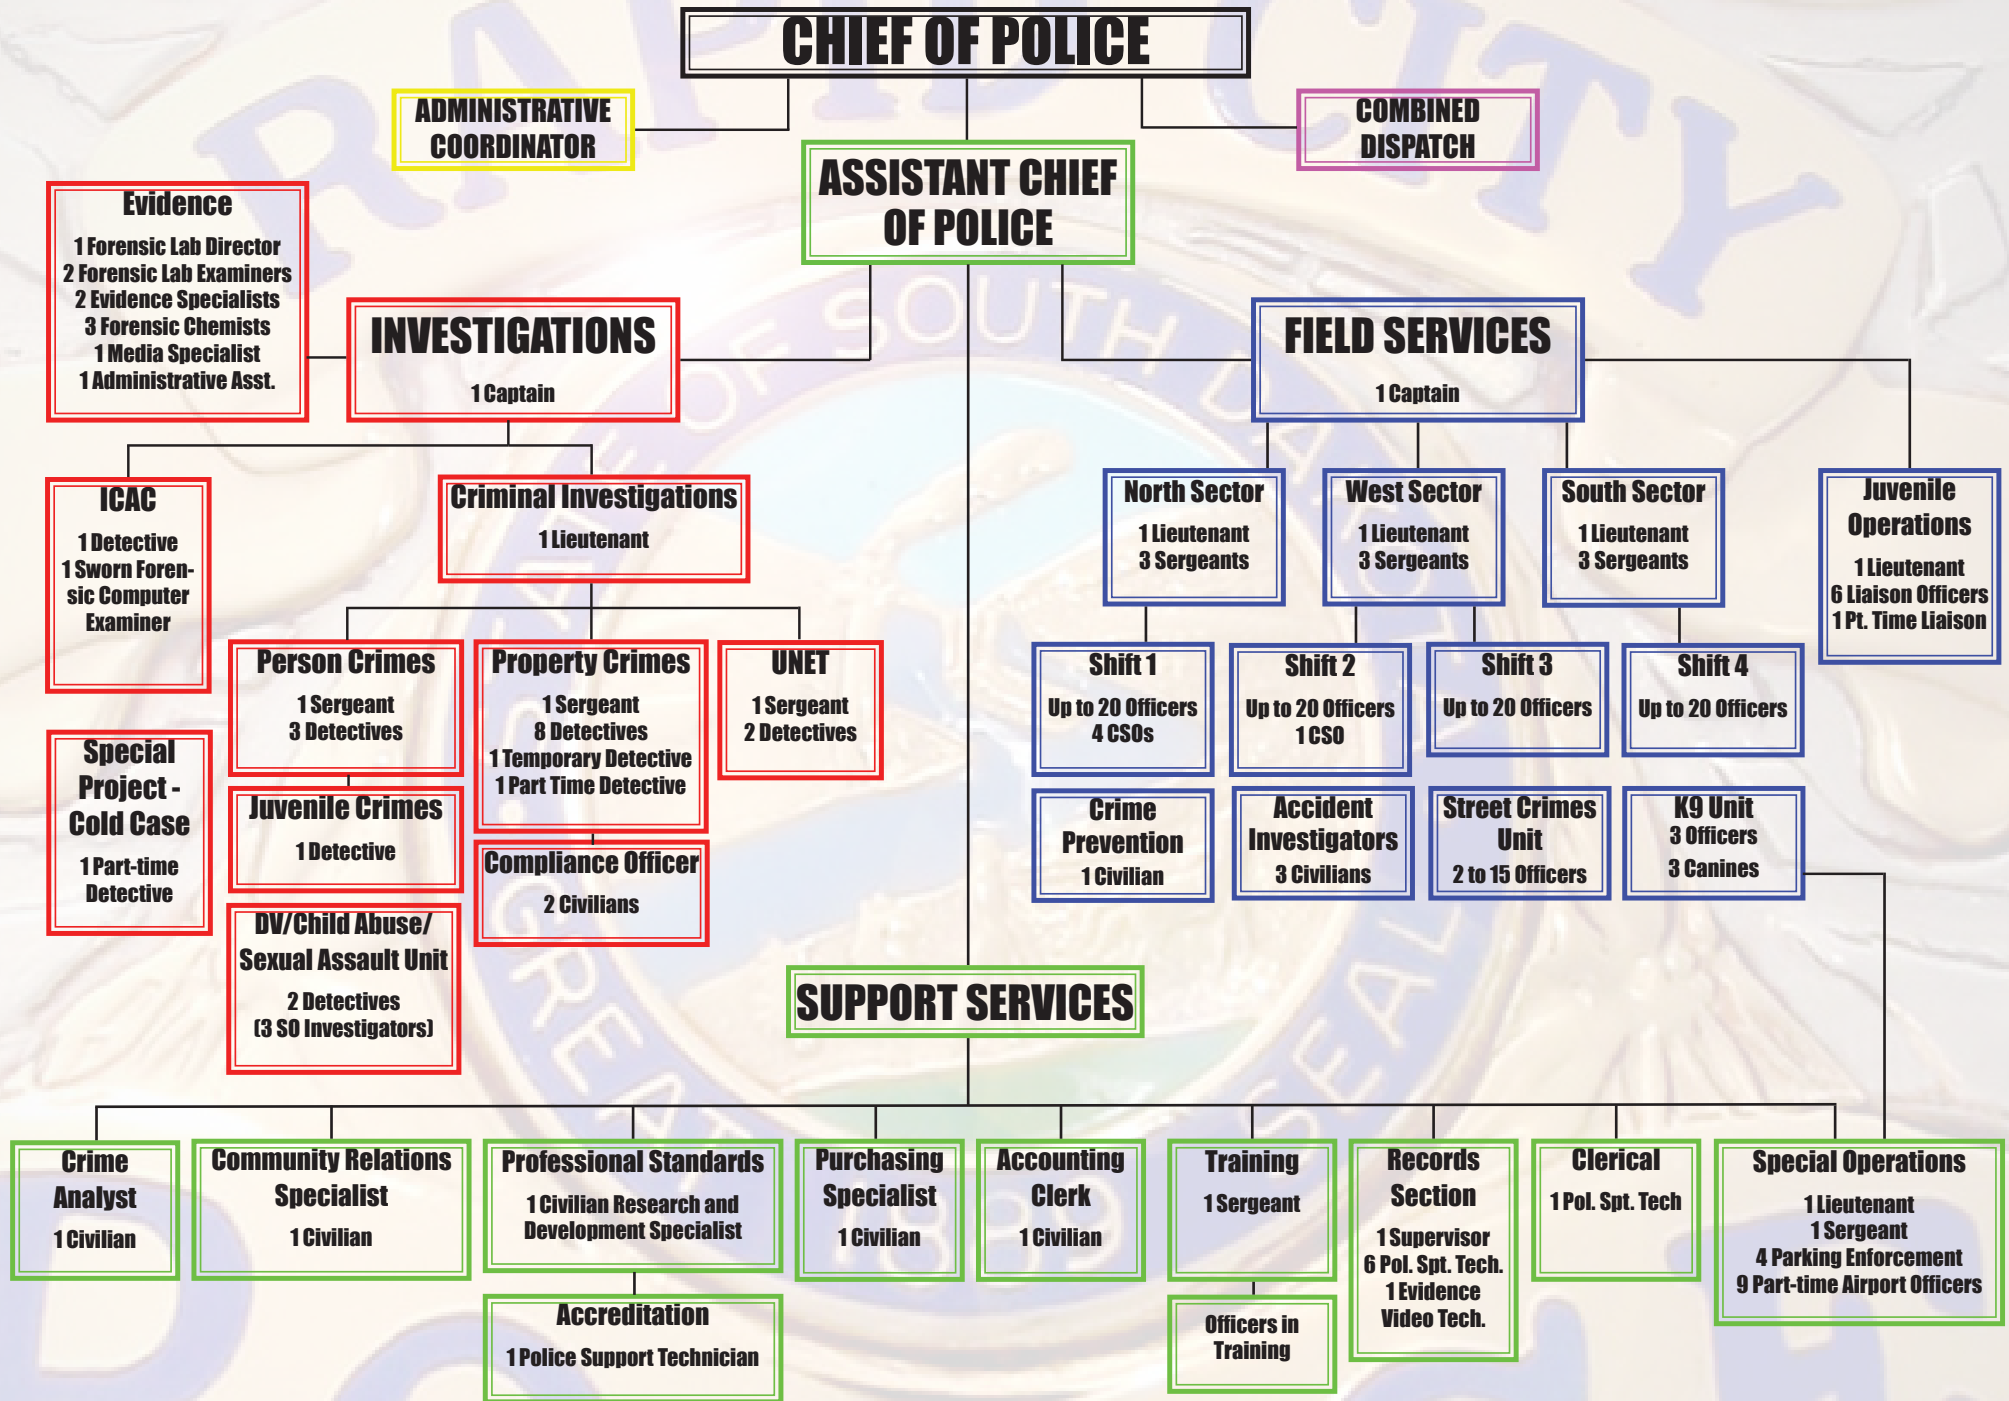 CHIEF OF POLICE
ADMINISTRATIVE
COORDINATOR
COMBINED
DISPATCH
ASSISTANT CHIEF
OF POLICE
Evidence
1 Forensic Lab Director
2 Forensic Lab Examiners
2 Evidence Specialists
3 Forensic Chemists
1 Media Specialist
1 Administrative Asst.
INVESTIGATIONS
1 Captain
FIELD SERVICES
1 Captain
ICAC
1 Detective
1 Sworn Foren-
sic Computer
Examiner
Criminal Investigations
1 Lieutenant
North Sector
1 Lieutenant
3 Sergeants
West Sector
1 Lieutenant
3 Sergeants
South Sector
1 Lieutenant
3 Sergeants
Juvenile
Operations
1 Lieutenant
6 Liaison Officers
1 Pt. Time Liaison
Person Crimes
1 Sergeant
3 Detectives
Property Crimes
1 Sergeant
8 Detectives
1 Temporary Detective
1 Part Time Detective
UNET
1 Sergeant
2 Detectives
Shift 1
Up to 20 Officers
4 CSOs
Shift 2
Up to 20 Officers
1 CSO
Shift 3
Up to 20 Officers
Shift 4
Up to 20 Officers
Special
Project -
Cold Case
1 Part-time
Detective
Juvenile Crimes
1 Detective
Compliance Officer
2 Civilians
Crime
Prevention
1 Civilian
Accident
Investigators
3 Civilians
Street Crimes
Unit
2 to 15 Officers
K9 Unit
3 Officers
3 Canines
DV/Child Abuse/
Sexual Assault Unit
2 Detectives
(3 SO Investigators)
SUPPORT SERVICES
Crime
Analyst
1 Civilian
Community Relations
Specialist
1 Civilian
Professional Standards
1 Civilian Research and
Development Specialist
Purchasing
Specialist
1 Civilian
Accounting
Clerk
1 Civilian
Training
1 Sergeant
Records
Section
1 Supervisor
6 Pol. Spt. Tech.
1 Evidence
Video Tech.
Clerical
1 Pol. Spt. Tech
Special Operations
1 Lieutenant
1 Sergeant
4 Parking Enforcement
9 Part-time Airport Officers
Accreditation
1 Police Support Technician
Officers in
Training
RAPID CITY
STATE OF SOUTH DAKOTA
GREAT SEAL
1889